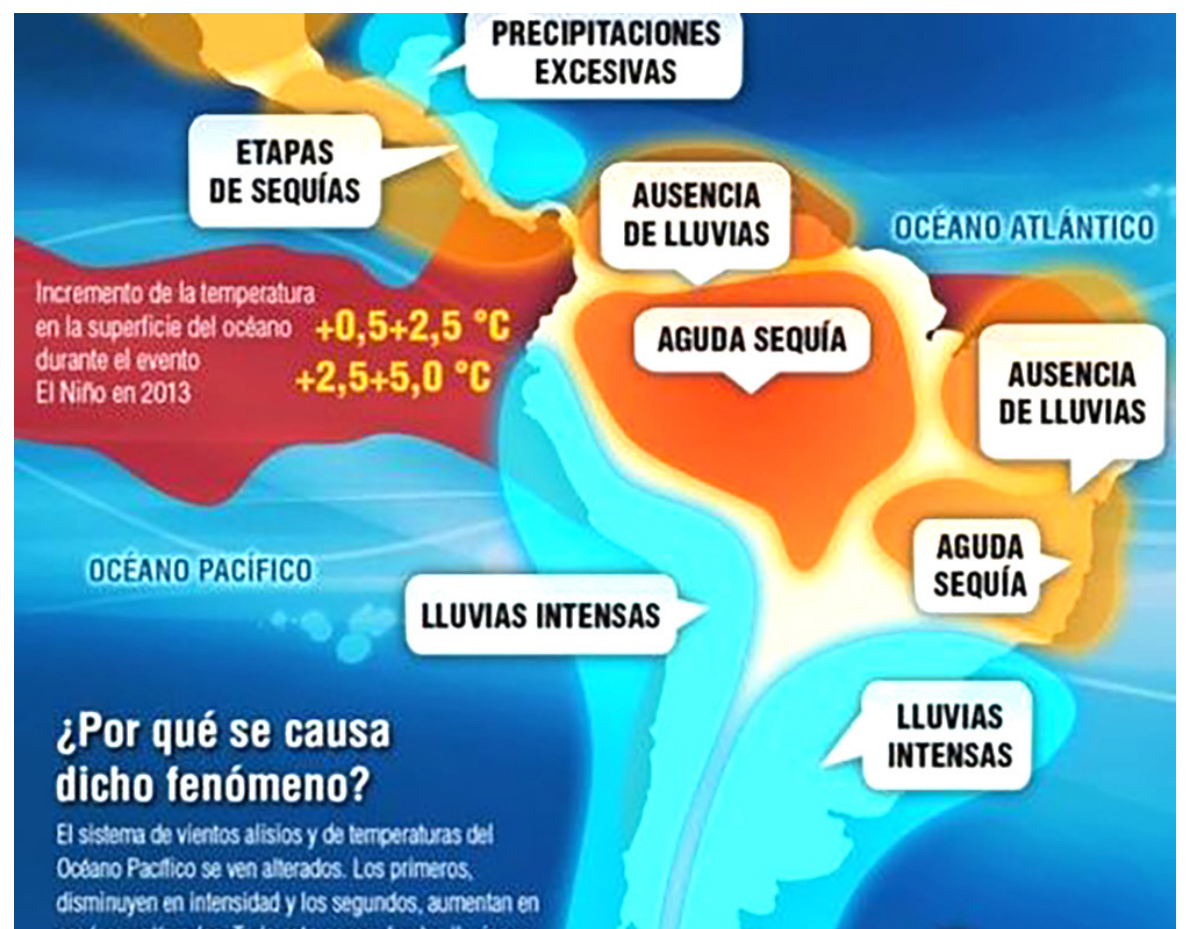 PRECIPITACIONES
EXCESIVAS
ETAPAS
DE SEQUÍAS
AUSENCIA
DE LLUVIAS
OCÉANO ATLÁNTICO
Incremento de la temperatura
en la superficie del océano
durante el evento
El Niño en 2013
+0,5+2,5 °C
+2,5+5,0 °C
AGUDA SEQUÍA
AUSENCIA
DE LLUVIAS
AGUDA
SEQUÍA
OCÉANO PACÍFICO
LLUVIAS INTENSAS
LLUVIAS
INTENSAS
¿Por qué se causa
dicho fenómeno?
El sistema de vientos alisios y de temperaturas del
Océano Pacífico se ven alterados. Los primeros,
disminuyen en intensidad y los segundos, aumentan en